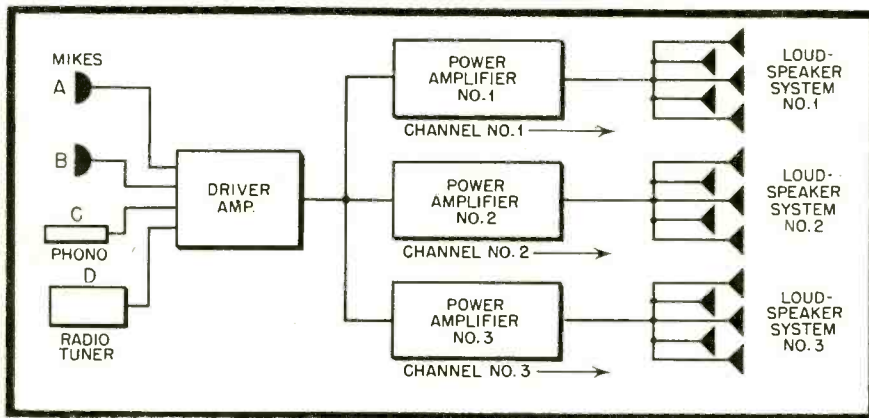 MIKES
A
B
C
PHONO
D
RADIO
TUNER
DRIVER
AMP.
POWER
AMPLIFIER
NO.1
CHANNEL NO.1
LOUD-
SPEAKER
SYSTEM
NO.1
POWER
AMPLIFIER
NO.2
CHANNEL NO.2
LOUD-
SPEAKER
SYSTEM
NO.2
POWER
AMPLIFIER
NO.3
CHANNEL NO.3
LOUD-
SPEAKER
SYSTEM
NO.3